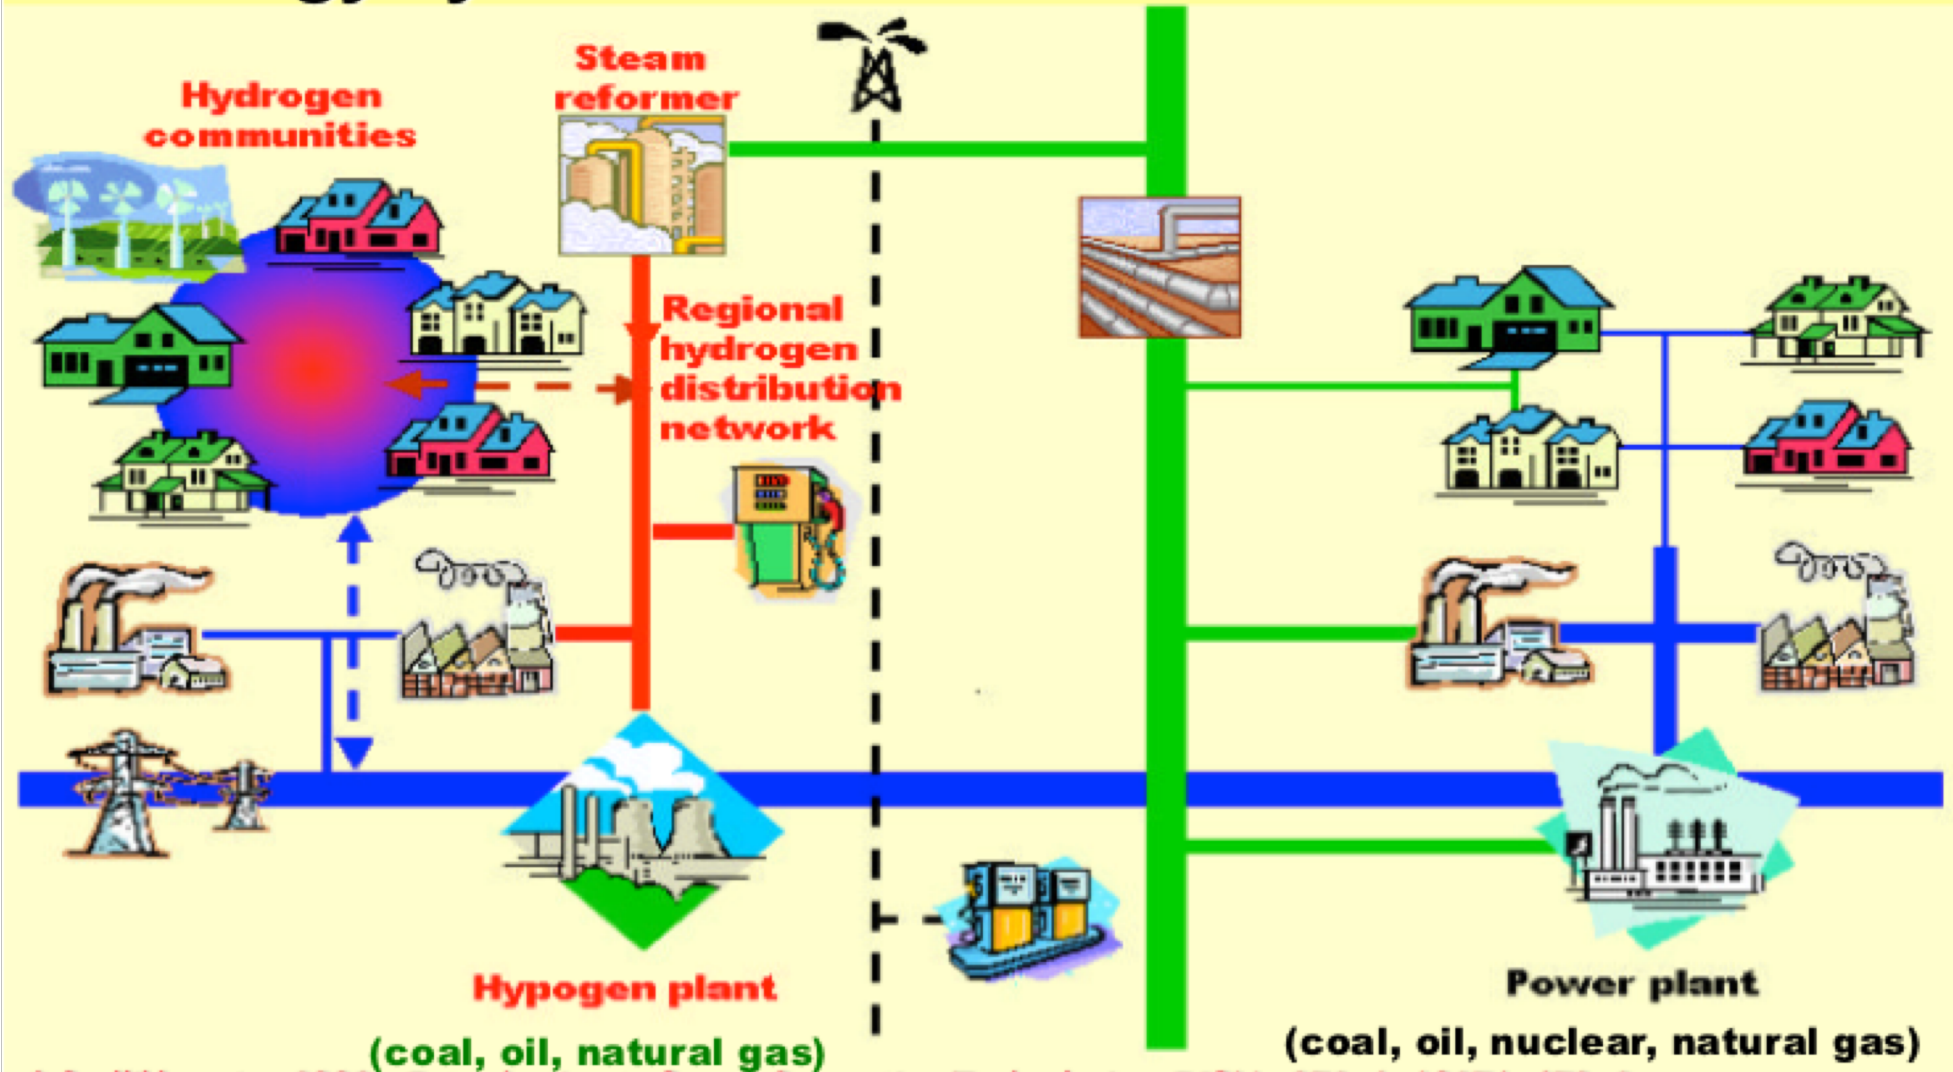 Hydrogen
communities
Steam
reformer
Regional
hydrogen
distribution
network
Hypogen plant
(coal, oil, natural gas)
Power plant
(coal, oil, nuclear, natural gas)